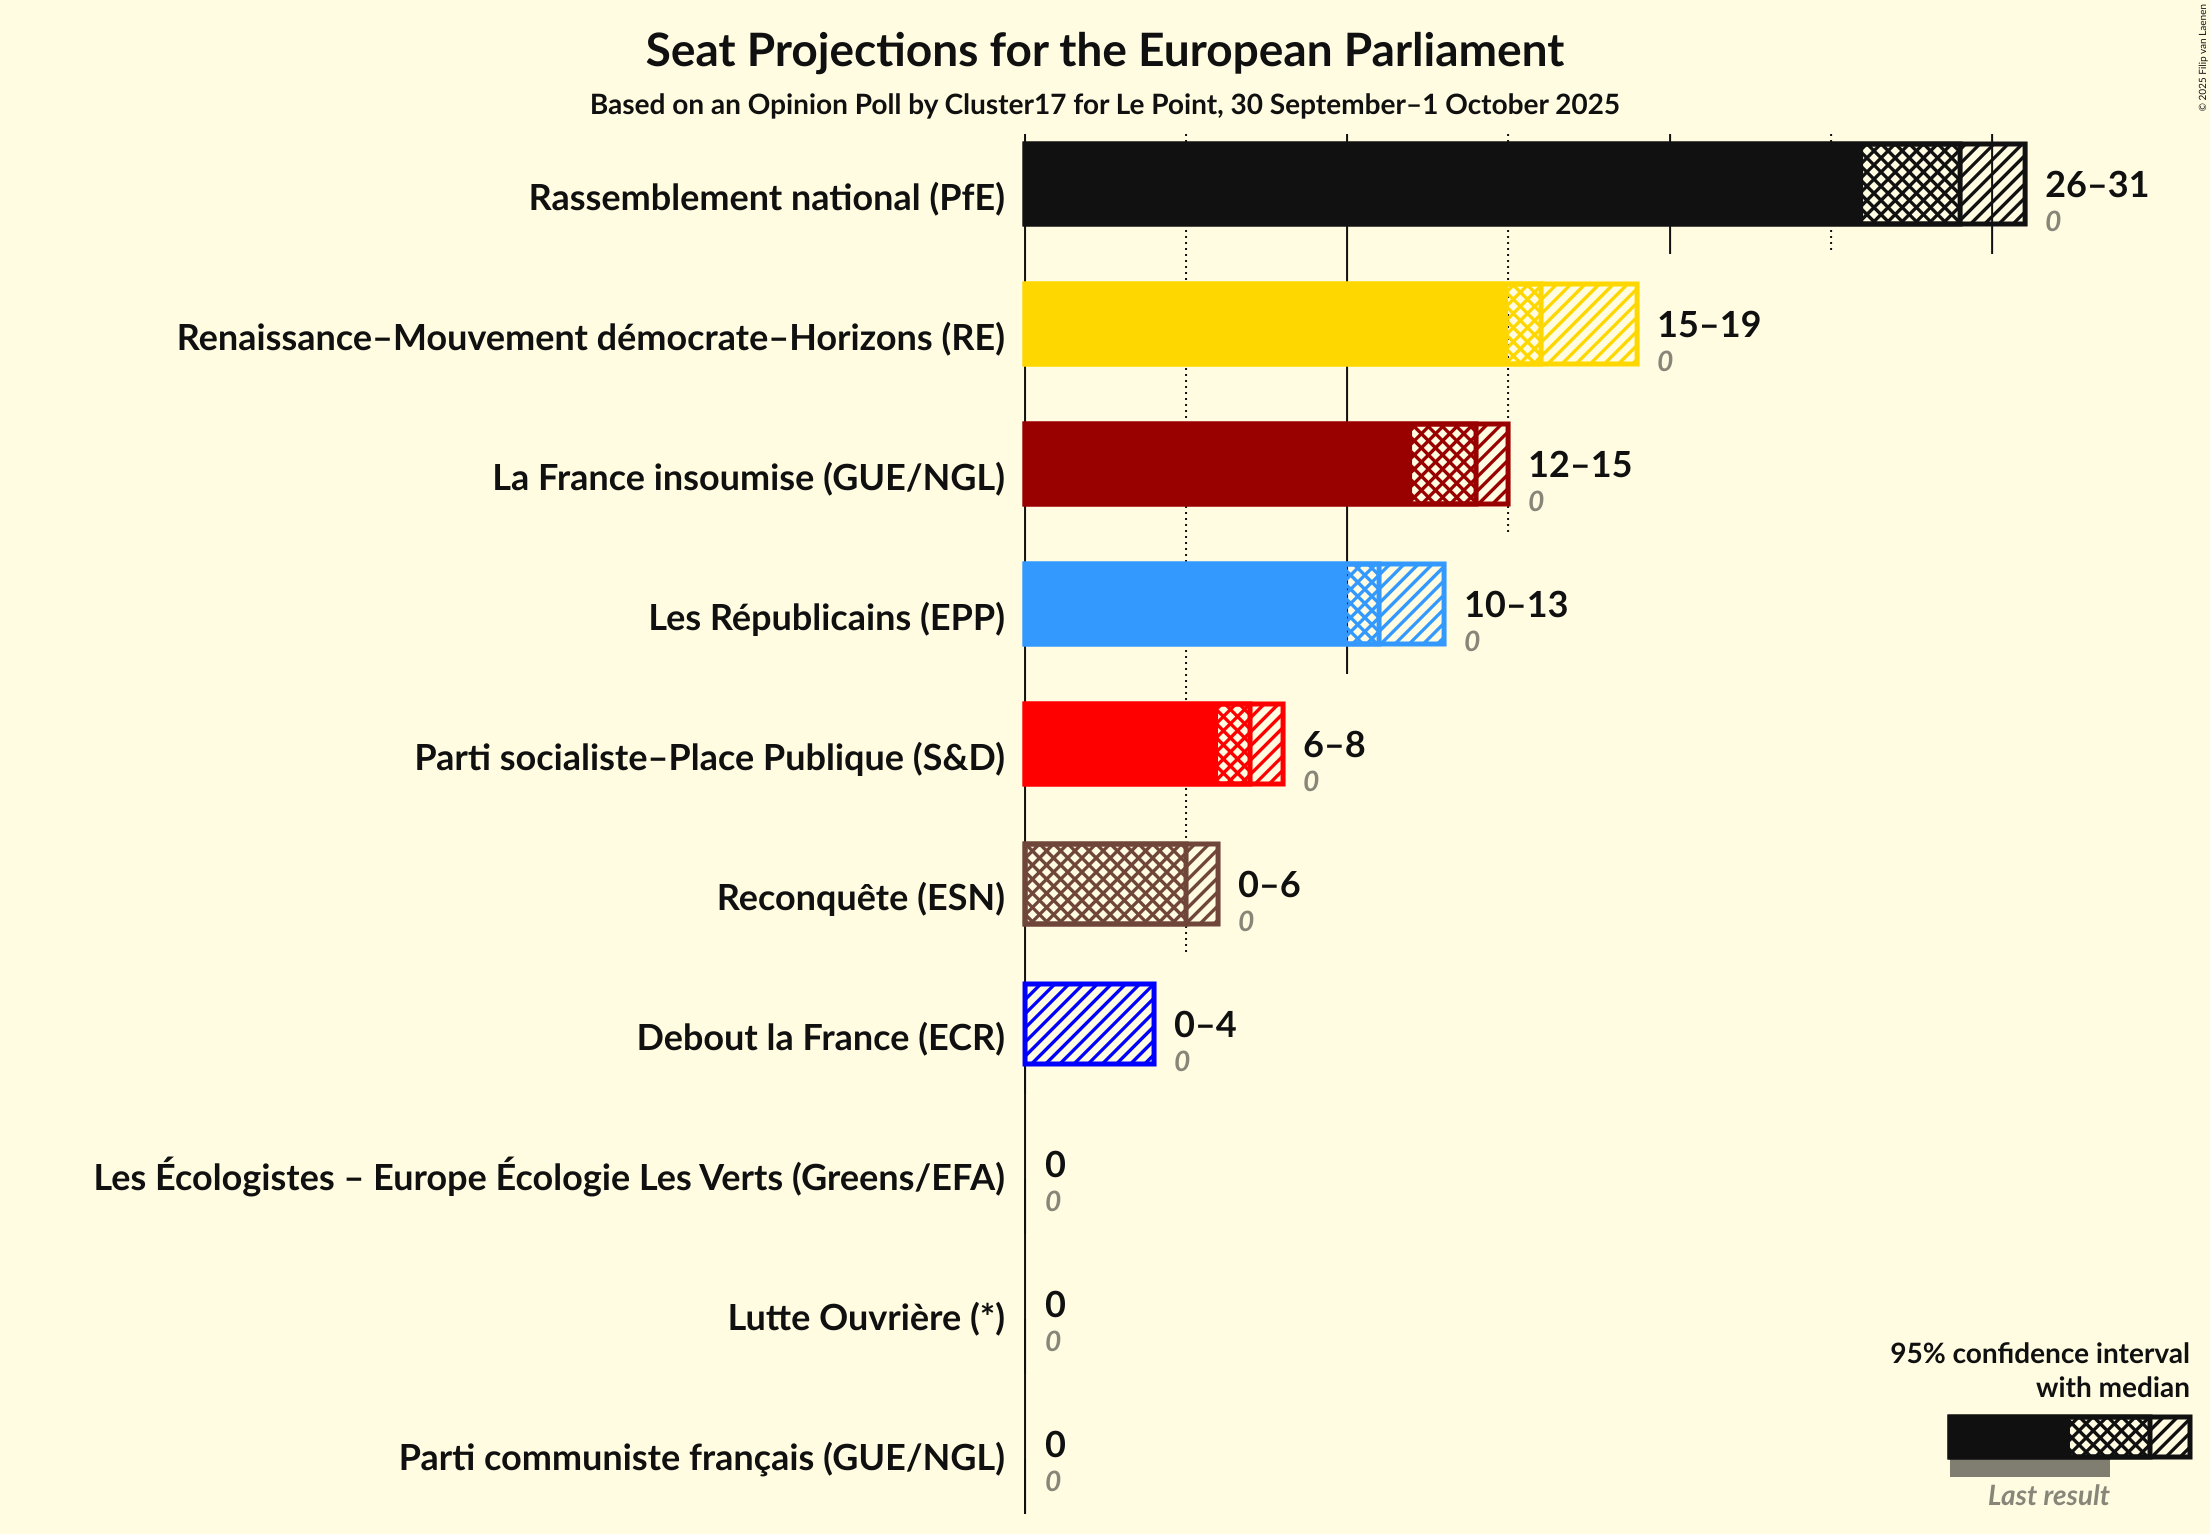 Seat Projections for the European Parliament
Based on an Opinion Poll by Cluster17 for Le Point, 30 September–1 October 2025
© 2025 Filip van Laenen
Rassemblement national (PfE)
26–31
0
Renaissance–Mouvement démocrate–Horizons (RE)
15–19
0
La France insoumise (GUE/NGL)
12–15
0
Les Républicains (EPP)
10–13
0
Parti socialiste–Place Publique (S&D)
6–8
0
Reconquête (ESN)
0–6
0
Debout la France (ECR)
0–4
0
Les Écologistes – Europe Écologie Les Verts (Greens/EFA)
0
0
Lutte Ouvrière (*)
0
0
Parti communiste français (GUE/NGL)
0
0
95% confidence interval
with median
Last result